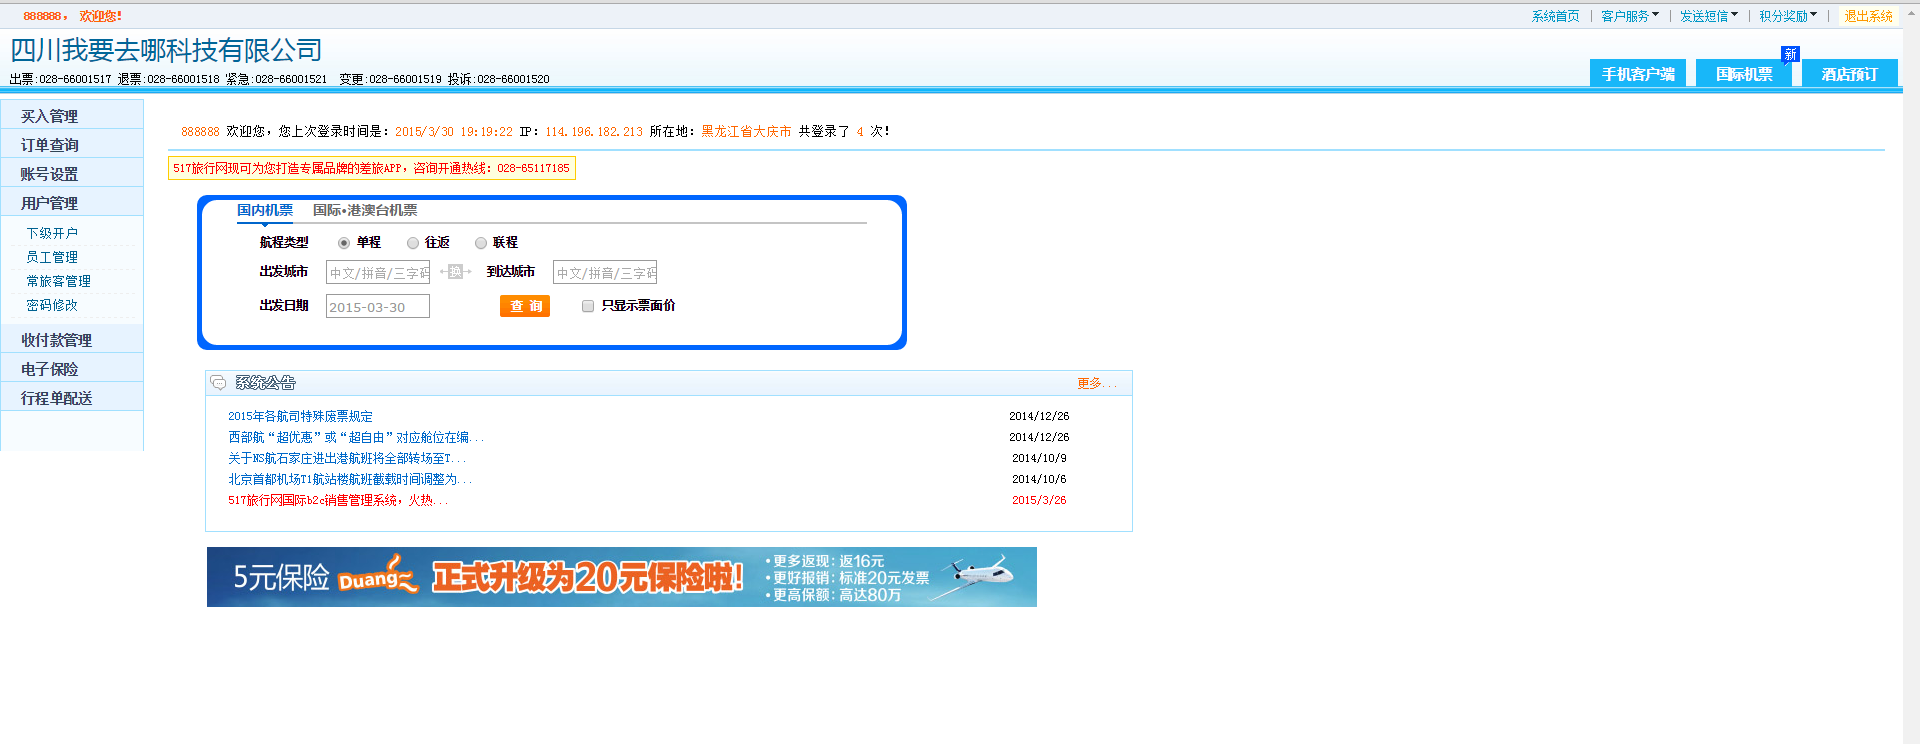 888888， 欢迎您！
系统首页 | 客户服务 | 发送短信 | 积分奖励 | 退出系统
四川我要去哪科技有限公司
出票:028-66001517 退票:028-66001518 紧急:028-66001521 变更:028-66001519 投诉:028-66001520
新
手机客户端 国际机票 酒店预订
买入管理
订单查询
账号设置
用户管理
下级开户
员工管理
常旅客管理
密码修改
收付款管理
电子保险
行程单配送
888888 欢迎您，您上次登录时间是：2015/3/30 19:19:22 IP：114.196.182.213 所在地：黑龙江省大庆市 共登录了 4 次！
517旅行网现可为您打造专属品牌的差旅APP，咨询开通热线：028-65117185
国内机票 国际•港澳台机票
航程类型 单程 往返 联程
出发城市 中文/拼音/三字码 换 到达城市 中文/拼音/三字码
出发日期 2015-03-30 查 询 只显示票面价
系统公告 更多...
2015年各航司特殊废票规定 2014/12/26
西部航“超优惠”或“超自由”对应舱位在编... 2014/12/26
关于NS航石家庄进出港航班将全部转场至T... 2014/10/9
北京首都机场T1航站楼航班截载时间调整为... 2014/10/6
517旅行网国际b2c销售管理系统，火热... 2015/3/26
5元保险 Duang~ 正式升级为20元保险啦！
•更多返现：返16元
•更好报销：标准20元发票
•更高保额：高达80万